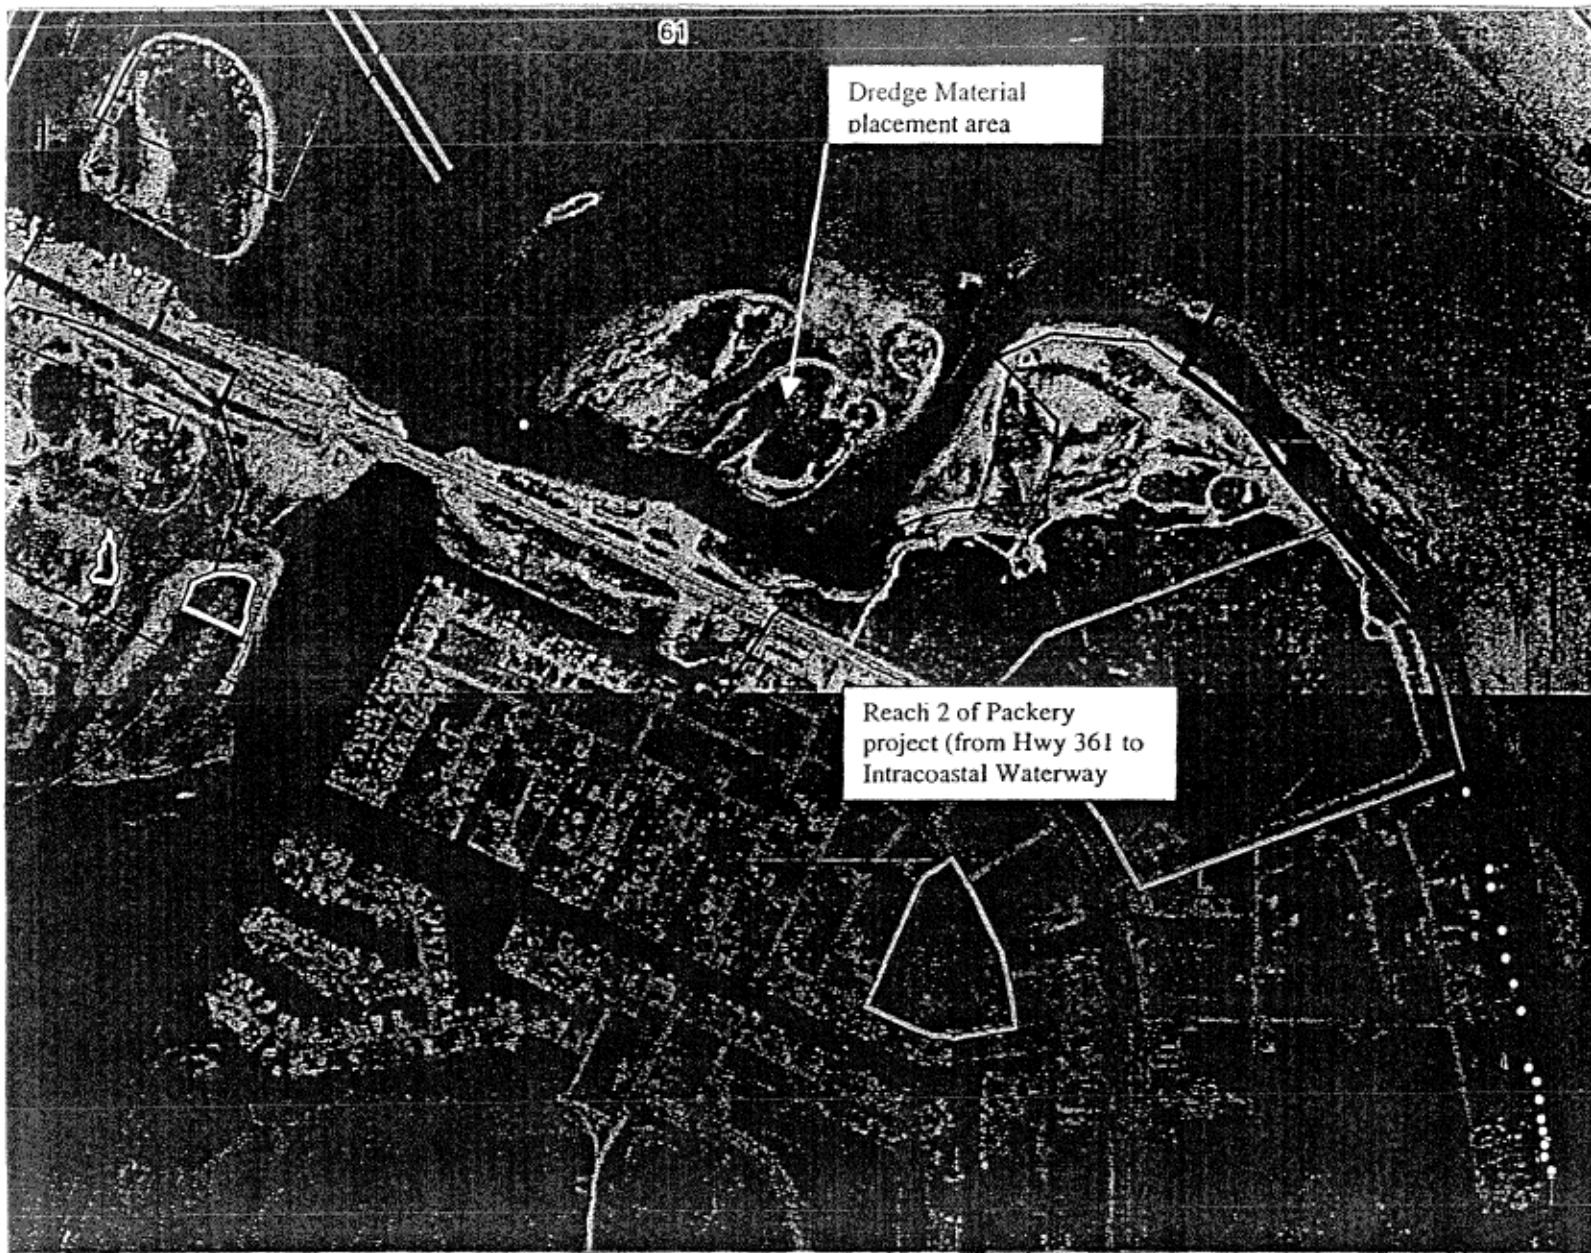 61
Dredge Material
placement area
Reach 2 of Packery
project (from Hwy 361 to
Intracoastal Waterway